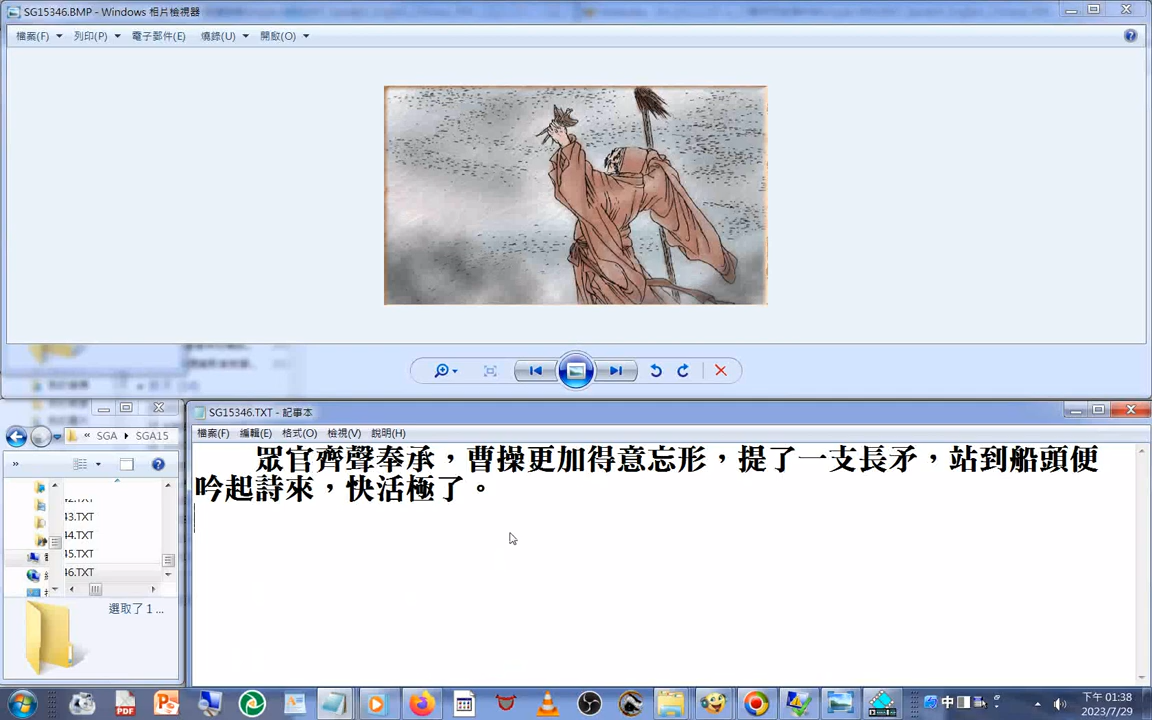 SG15346.BMP - Windows 相片檢視器
檔案(F) 列印(P) 電子郵件(E) 燒錄(U) 開啟(O)
SGA SGA15
43.TXT
44.TXT
45.TXT
46.TXT
選取了 1 ...
SG15346.TXT - 記事本
檔案(F) 編輯(E) 格式(O) 檢視(V) 說明(H)
眾官齊聲奉承，曹操更加得意忘形，提了一支長矛，站到船頭便
吟起詩來，快活極了。
PDF
中
下午 01:38
2023/7/29